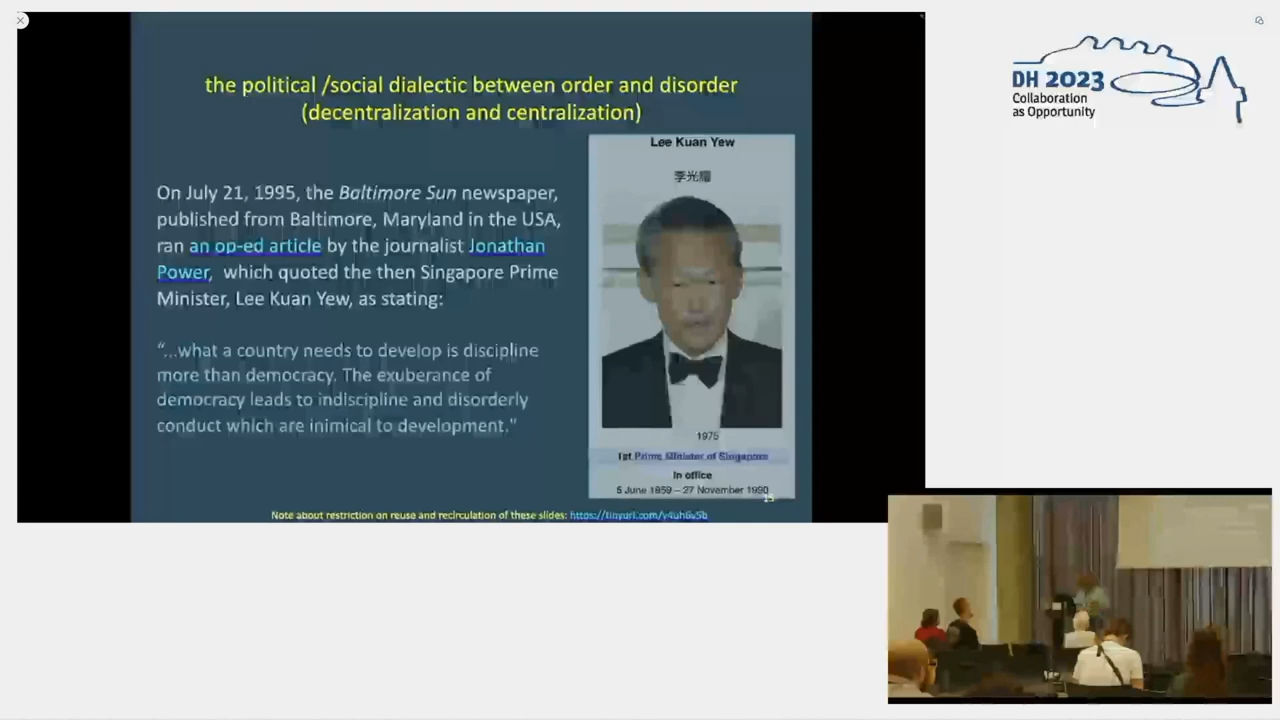 the political /social dialectic between order and disorder
(decentralization and centralization)
On July 21, 1995, the Baltimore Sun newspaper,
published from Baltimore, Maryland in the USA,
ran an op-ed article by the journalist Jonathan
Power, which quoted the then Singapore Prime
Minister, Lee Kuan Yew, as stating:
“...what a country needs to develop is discipline
more than democracy. The exuberance of
democracy leads to indiscipline and disorderly
conduct which are inimical to development."
Lee Kuan Yew
李光耀
1975
1st Prime Minister of Singapore
In office
5 June 1959 – 27 November 1990
Note about restriction on reuse and recirculation of these slides:
DH 2023
Collaboration
as Opportunity